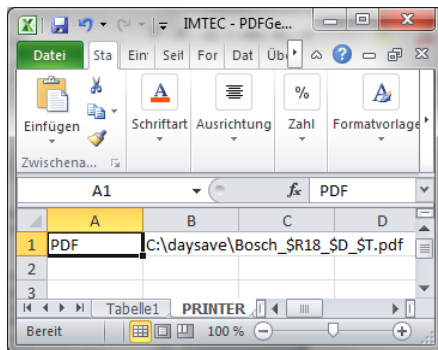 IMTEC - PDFGe...
Datei Sta Ein Seit For Dat Üb
Einfügen Schriftart Ausrichtung Zahl Formatvorlage
%
Zwischena...
A1 fx PDF
A B C D
1 PDF C:\daysave\Bosch_$R18_$D_$T.pdf
2
3
Tabelle1 PRINTER
Bereit 100 %